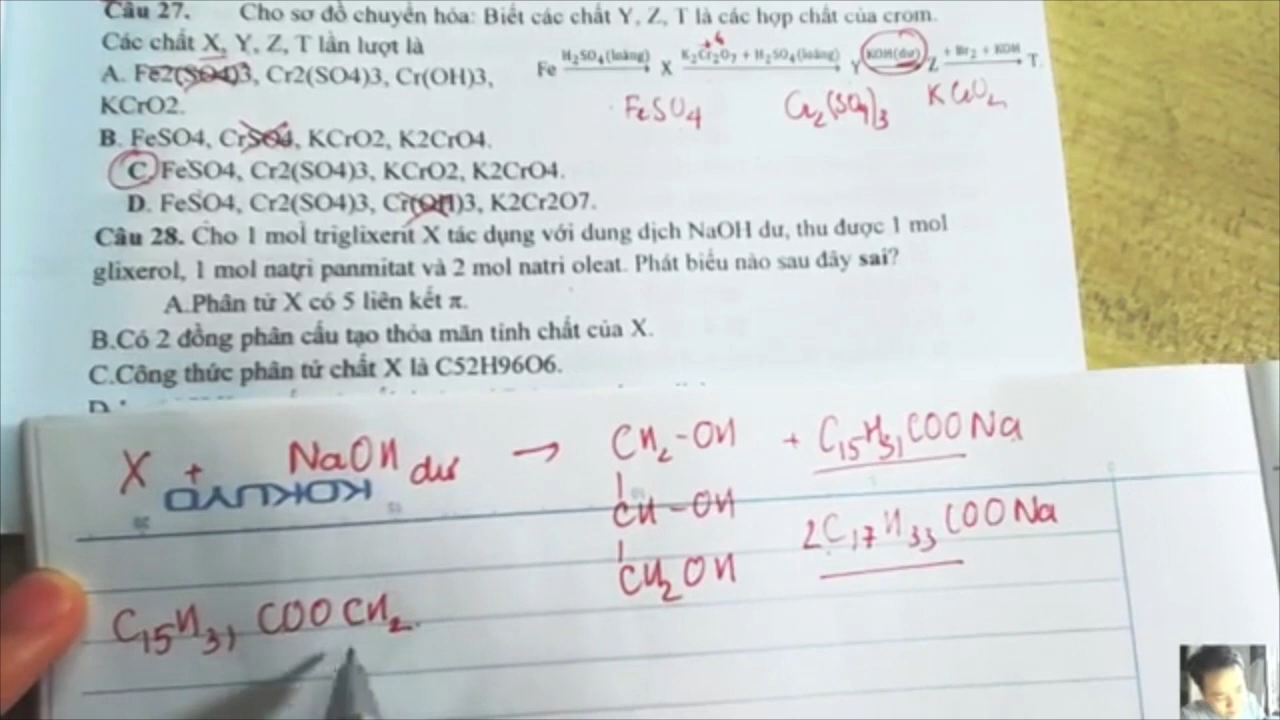 Câu 27. Cho sơ đồ chuyển hóa: Biết các chất Y, Z, T là các hợp chất của crom.
Các chất X, Y, Z, T lần lượt là
Fe H₂SO₄(loãng) X K₂Cr₂O₇ + H₂SO₄(loãng) Y KOH(dư) Z + Br₂ + KOH T
+6
FeSO₄ Cr₂(SO₄)₃ KCrO₂
A. Fe2(SO4)3, Cr2(SO4)3, Cr(OH)3,
KCrO2.
B. FeSO4, CrSO4, KCrO2, K2CrO4.
C. FeSO4, Cr2(SO4)3, KCrO2, K2CrO4.
D. FeSO4, Cr2(SO4)3, Cr(OH)3, K2Cr2O7.
Câu 28. Cho 1 mol triglixerit X tác dụng với dung dịch NaOH dư, thu được 1 mol
glixerol, 1 mol natri panmitat và 2 mol natri oleat. Phát biểu nào sau đây sai?
A.Phân tử X có 5 liên kết π.
B.Có 2 đồng phân cấu tạo thỏa mãn tính chất của X.
C.Công thức phân tử chất X là C52H96O6.
X + NaOH dư → CH₂-OH + C₁₅H₃₁COONa
KOKUYO
CH-OH
2C₁₇H₃₃COONa
CH₂OH
C₁₅H₃₁COOCH₂